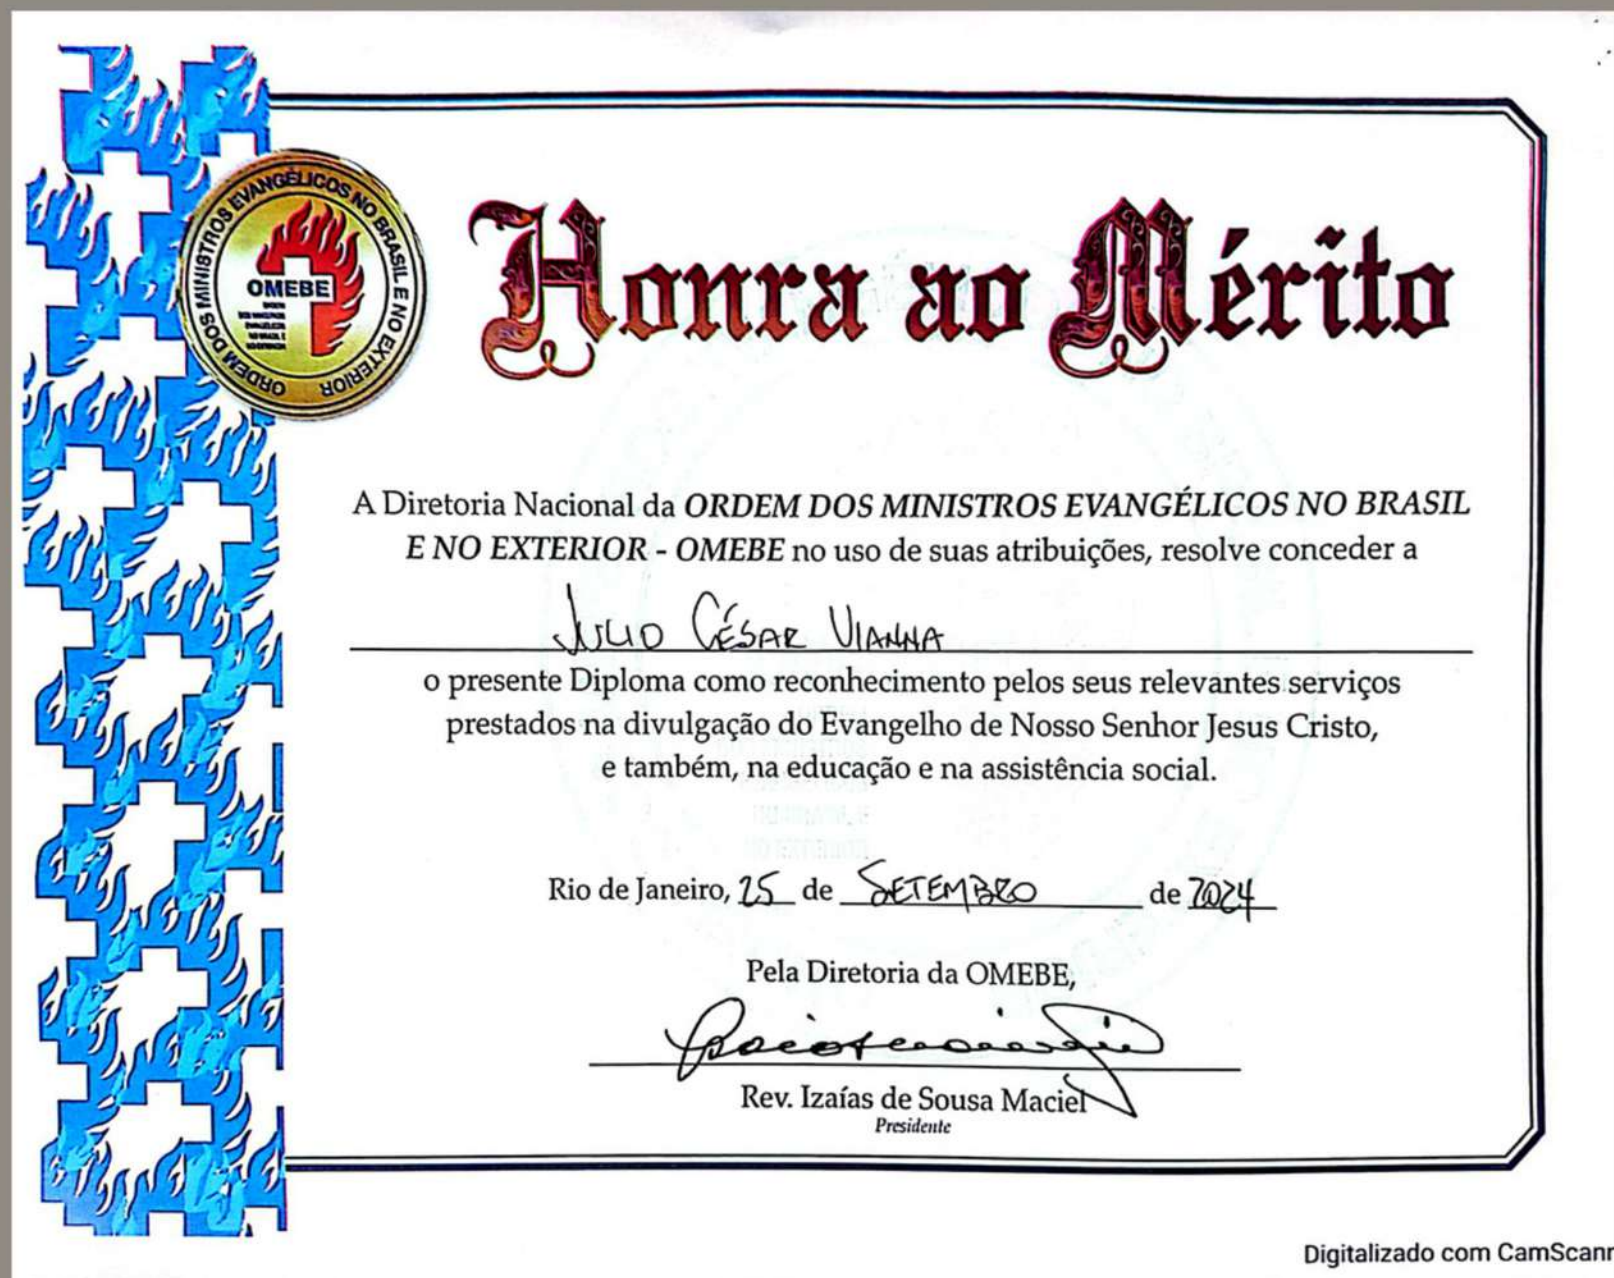 ORDEM DOS MINISTROS EVANGÉLICOS NO BRASIL E NO EXTERIOR
OMEBE
Honra ao Mérito
A Diretoria Nacional da ORDEM DOS MINISTROS EVANGÉLICOS NO BRASIL
E NO EXTERIOR - OMEBE no uso de suas atribuições, resolve conceder a
JULIO CÉSAR VIANNA
o presente Diploma como reconhecimento pelos seus relevantes serviços
prestados na divulgação do Evangelho de Nosso Senhor Jesus Cristo,
e também, na educação e na assistência social.
Rio de Janeiro, 25 de SETEMBRO de 2024
Pela Diretoria da OMEBE,
Rev. Izaías de Sousa Maciel
Presidente
Digitalizado com CamScann